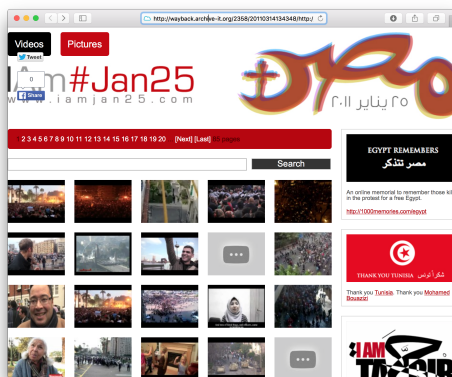 http://wayback.archive-it.org/2358/20110314134348/http:/
Videos
Pictures
Tweet
0
Share
I Am #Jan25
www.iamjan25.com
مصر
٢٥ يناير ٢٠١١
1 2 3 4 5 6 7 8 9 10 11 12 13 14 15 16 17 18 19 20 [Next] [Last] 65 pages
Search
EGYPT REMEMBERS
مصر تتذكر
An online memorial to remember those kil
in the protest for a free Egypt.
http://1000memories.com/egypt
THANK YOU TUNISIA
شكراً تونس
Thank you Tunisia. Thank you Mohamed
Bouazizi
I AM